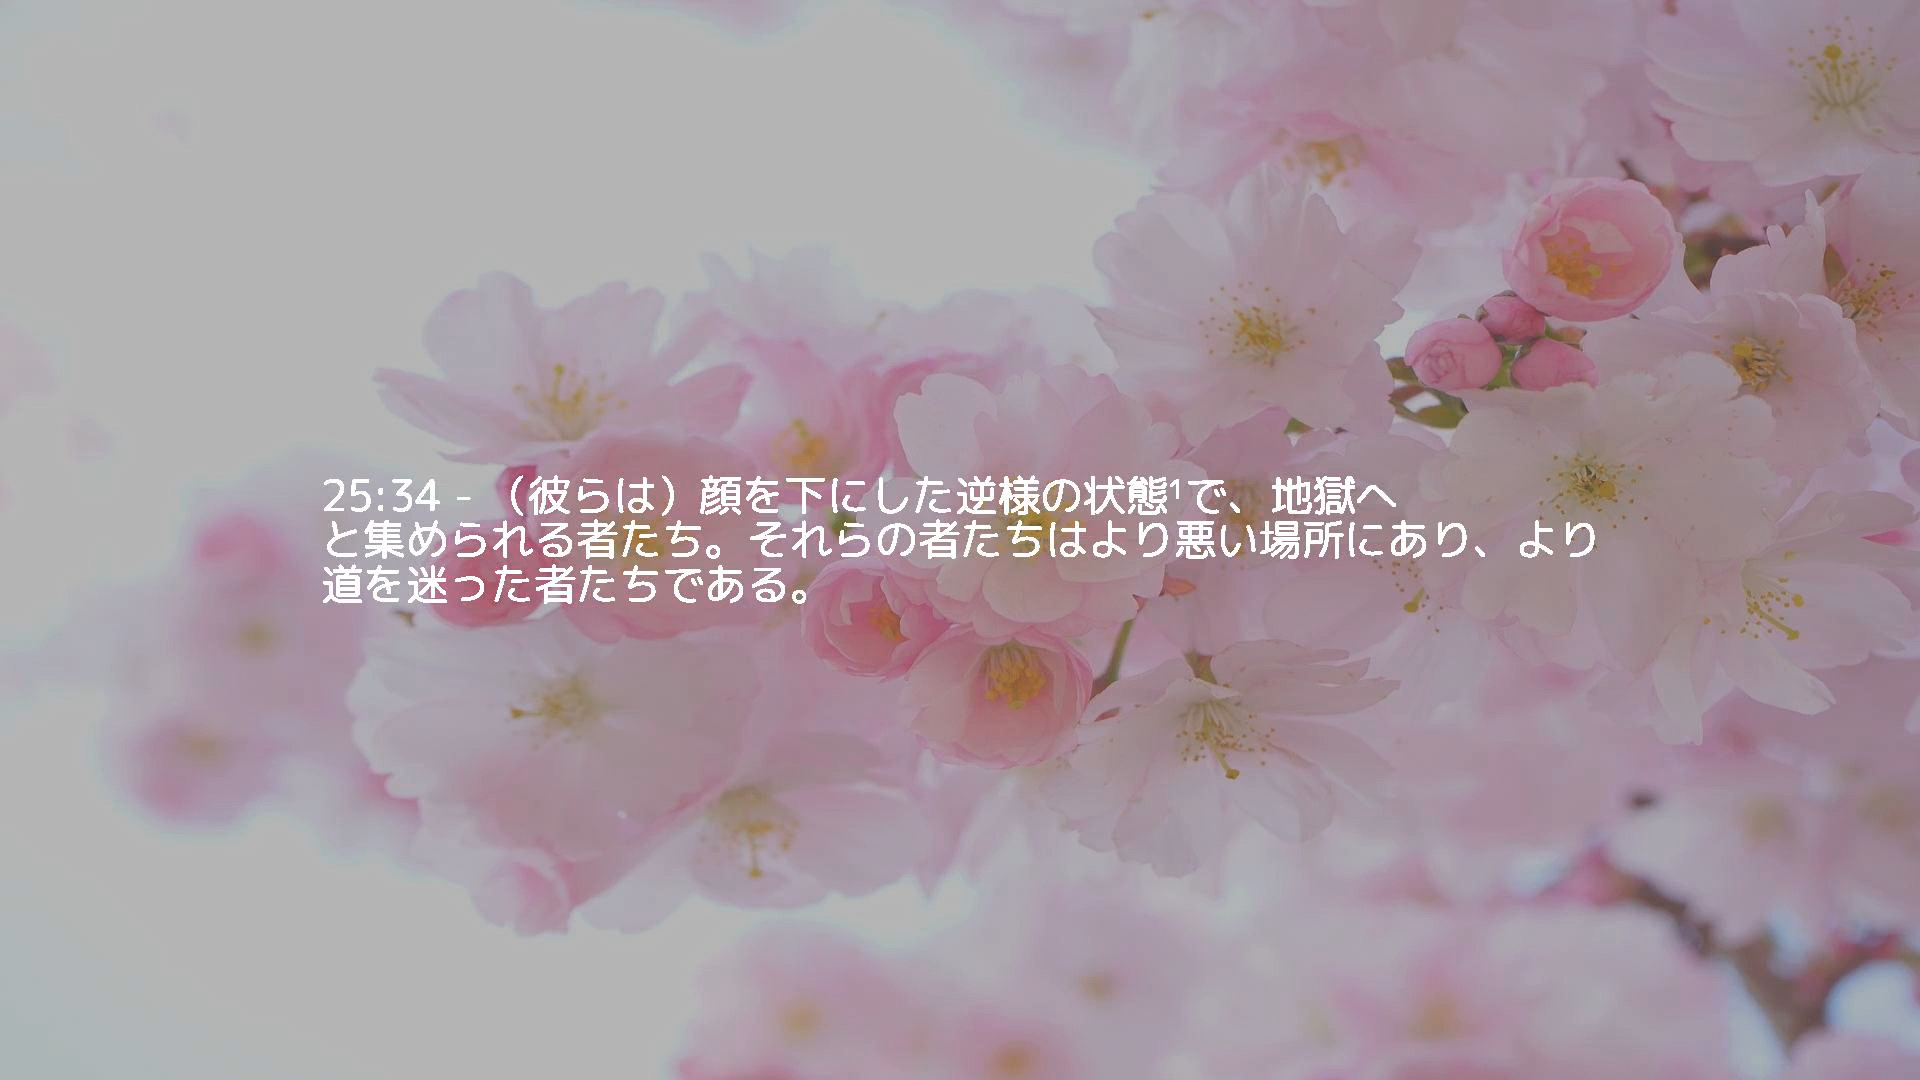 25:34 - （彼らは）顔を下にした逆様の状態¹で、地獄へ
と集められる者たち。それらの者たちはより悪い場所にあり、より
道を迷った者たちである。